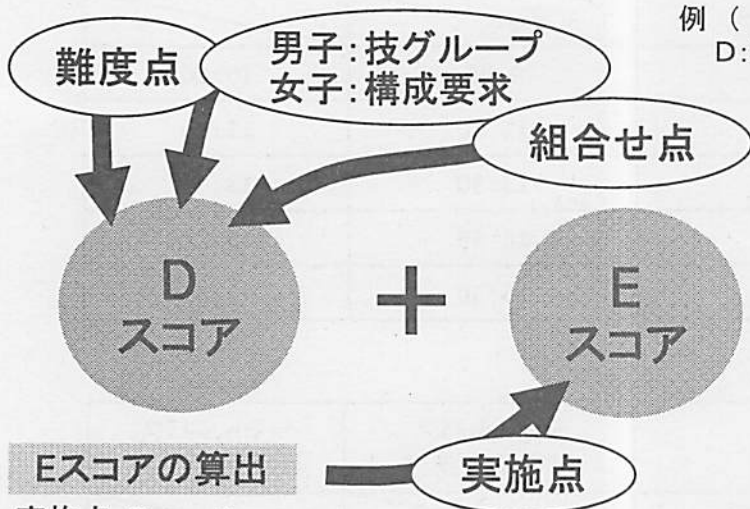 例（
D:
難度点
男子：技グループ
女子：構成要求
組合せ点
D
スコア
＋
E
スコア
Eスコアの算出
実施点